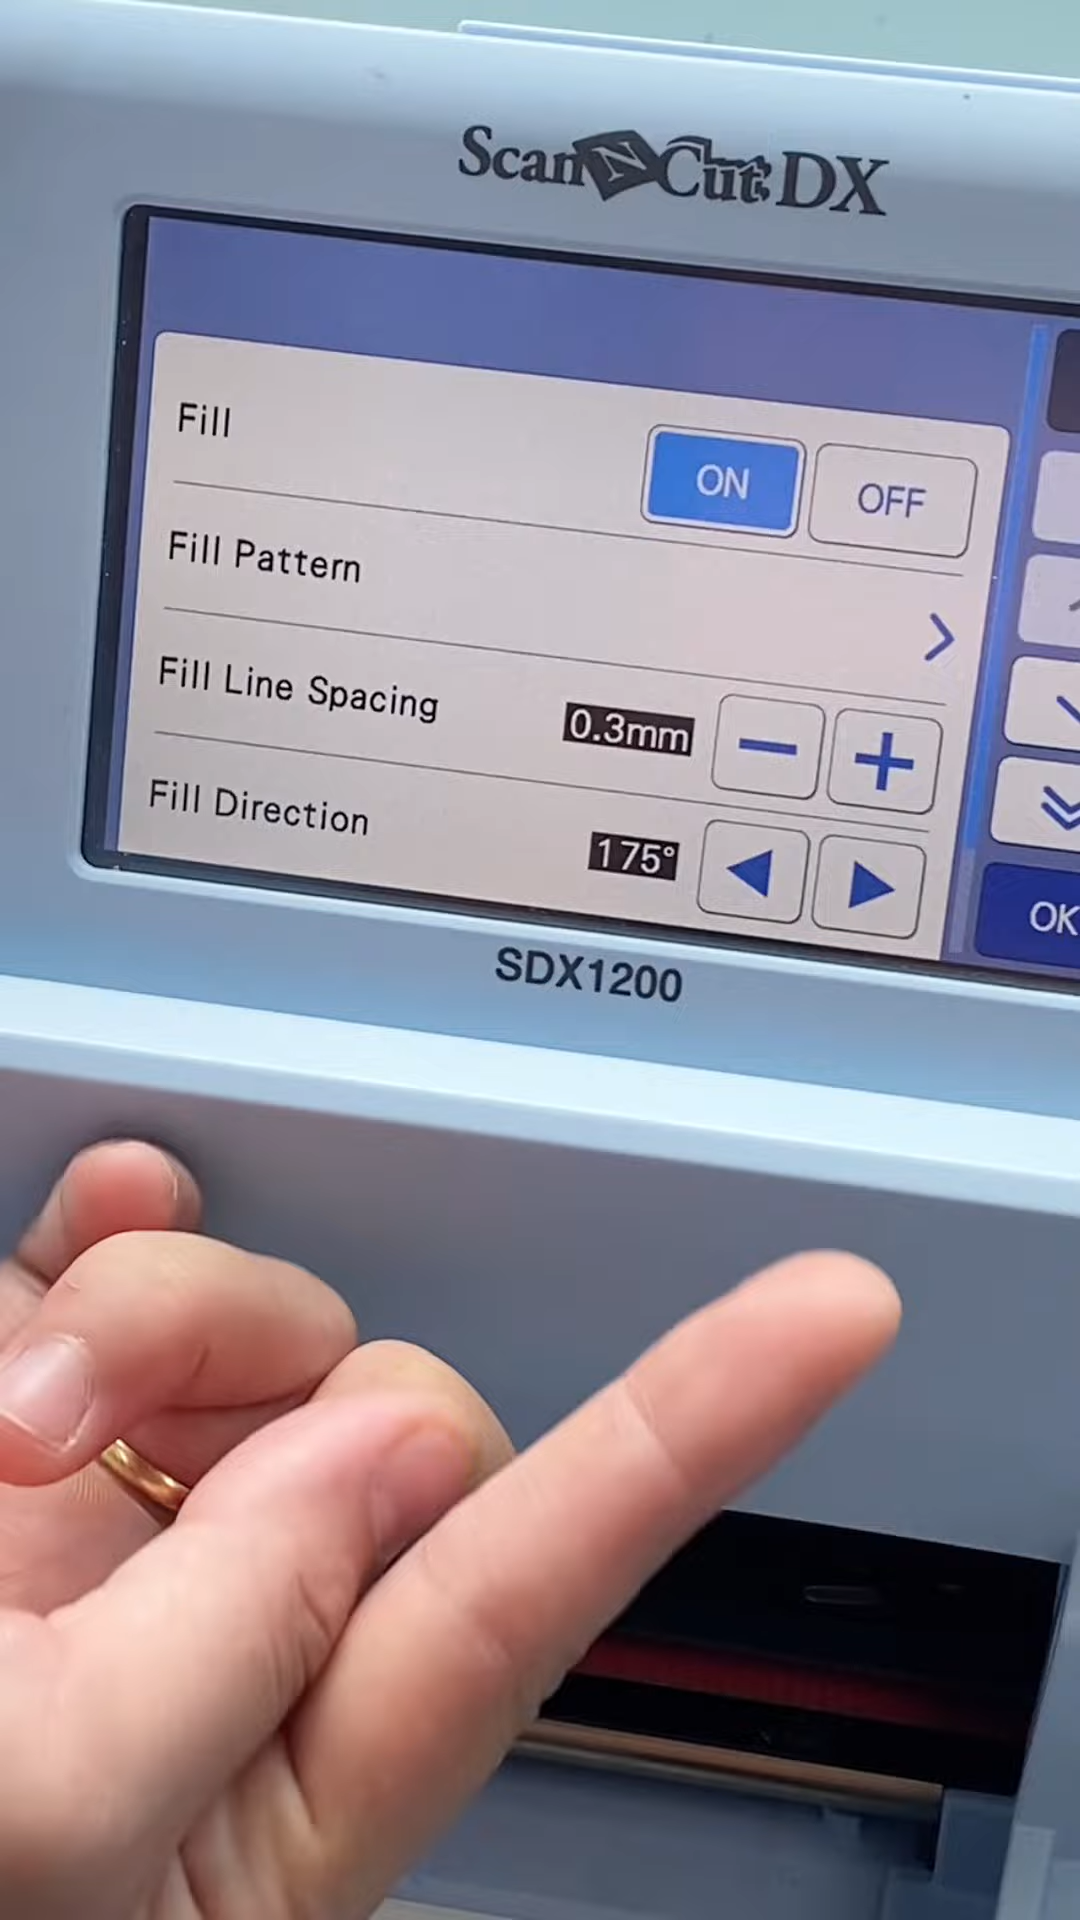 ScanNCut DX
Fill
ON OFF
Fill Pattern
Fill Line Spacing 0.3mm
Fill Direction 175°
OK
SDX1200